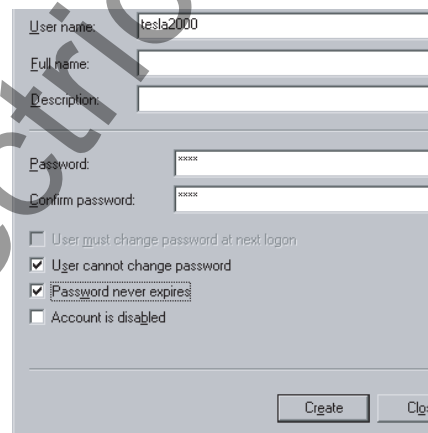 User name: tesla2000
Full name:
Description:
Password: ××××
Confirm password: ××××
User must change password at next logon
User cannot change password
Password never expires
Account is disabled
Create Clos